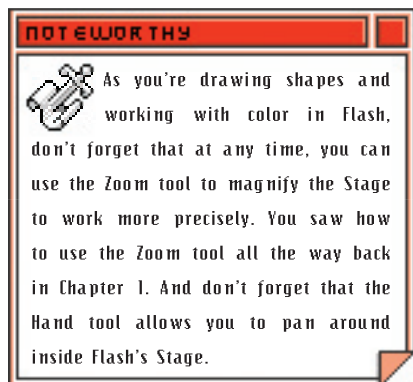 NOTEWORTHY
As you're drawing shapes and
working with color in Flash,
don't forget that at any time, you can
use the Zoom tool to magnify the Stage
to work more precisely. You saw how
to use the Zoom tool all the way back
in Chapter 1. And don't forget that the
Hand tool allows you to pan around
inside Flash's Stage.